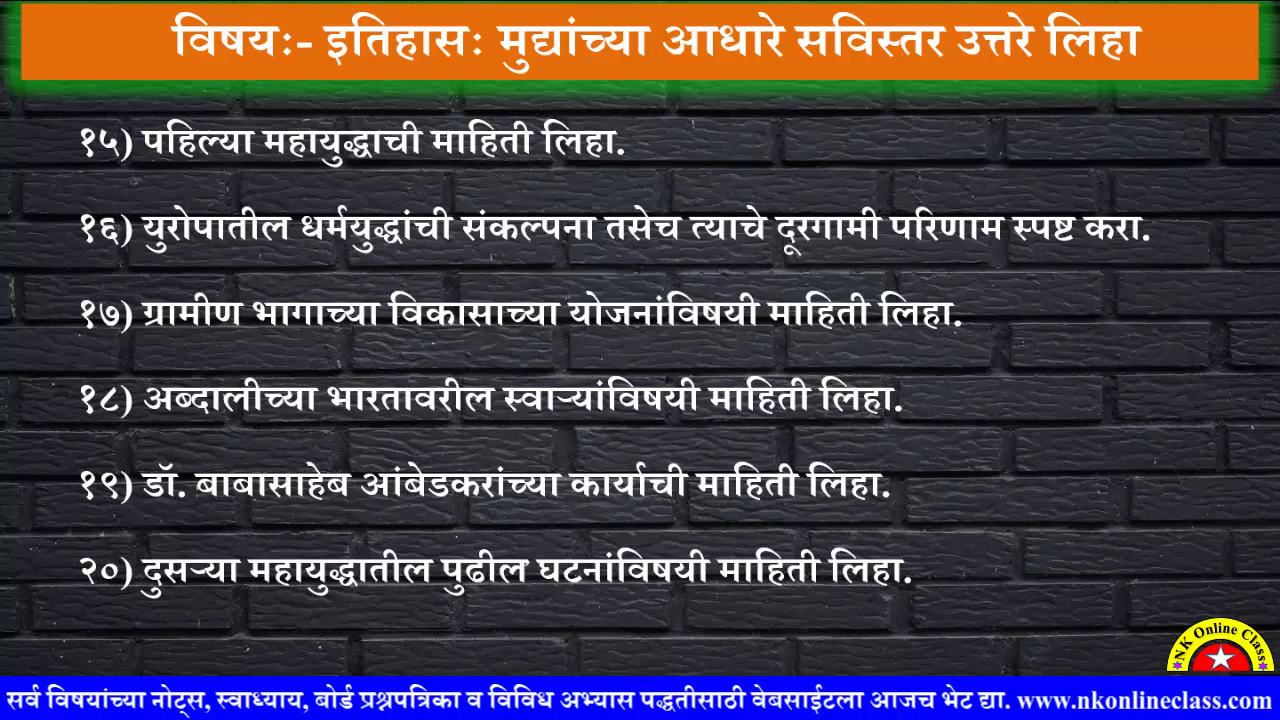 विषयः- इतिहासः मुद्यांच्या आधारे सविस्तर उत्तरे लिहा
१५) पहिल्या महायुद्धाची माहिती लिहा.
१६) युरोपातील धर्मयुद्धांची संकल्पना तसेच त्याचे दूरगामी परिणाम स्पष्ट करा.
१७) ग्रामीण भागाच्या विकासाच्या योजनांविषयी माहिती लिहा.
१८) अब्दालीच्या भारतावरील स्वाऱ्यांविषयी माहिती लिहा.
१९) डॉ. बाबासाहेब आंबेडकरांच्या कार्याची माहिती लिहा.
२०) दुसऱ्या महायुद्धातील पुढील घटनांविषयी माहिती लिहा.
NK Online Class
सर्व विषयांच्या नोट्स, स्वाध्याय, बोर्ड प्रश्नपत्रिका व विविध अभ्यास पद्धतीसाठी वेबसाईटला आजच भेट द्या. www.nkonlineclass.com